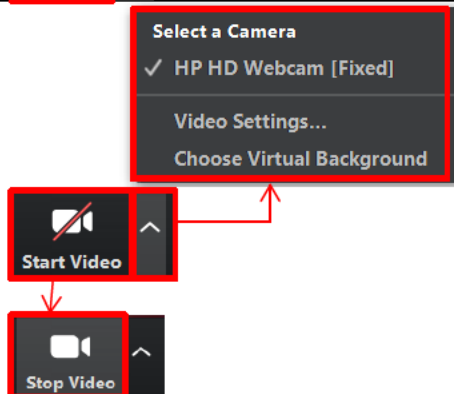 Select a Camera
HP HD Webcam [Fixed]
Video Settings...
Choose Virtual Background
Start Video
Stop Video